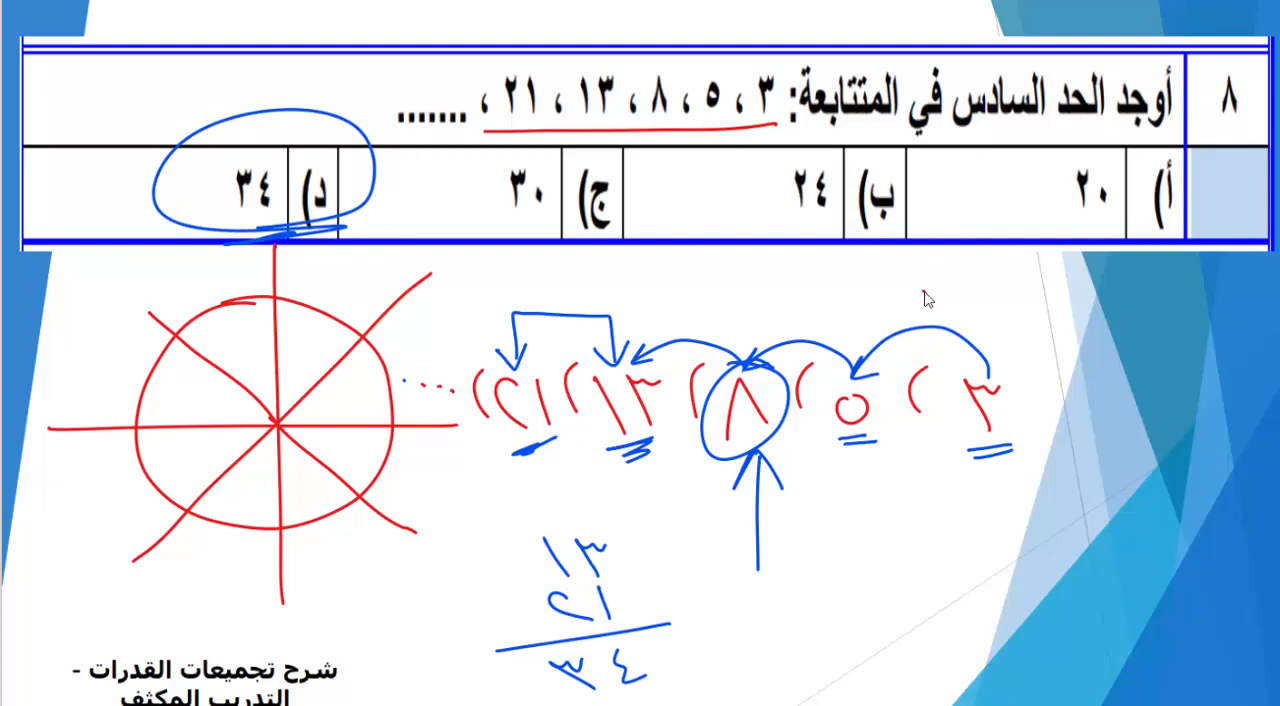 ٨ أوجد الحد السادس في المتتابعة: ٣ ، ٥ ، ٨ ، ١٣ ، ٢١ ، .......
أ) ٢٠ ب) ٢٤ ج) ٣٠ د) ٣٤
٣ ( ٥ ( ٨ ( ١٣ ( ٢١ ( ....
١٣
٢١
٣٤
شرح تجميعات القدرات -
التدريب المكثف